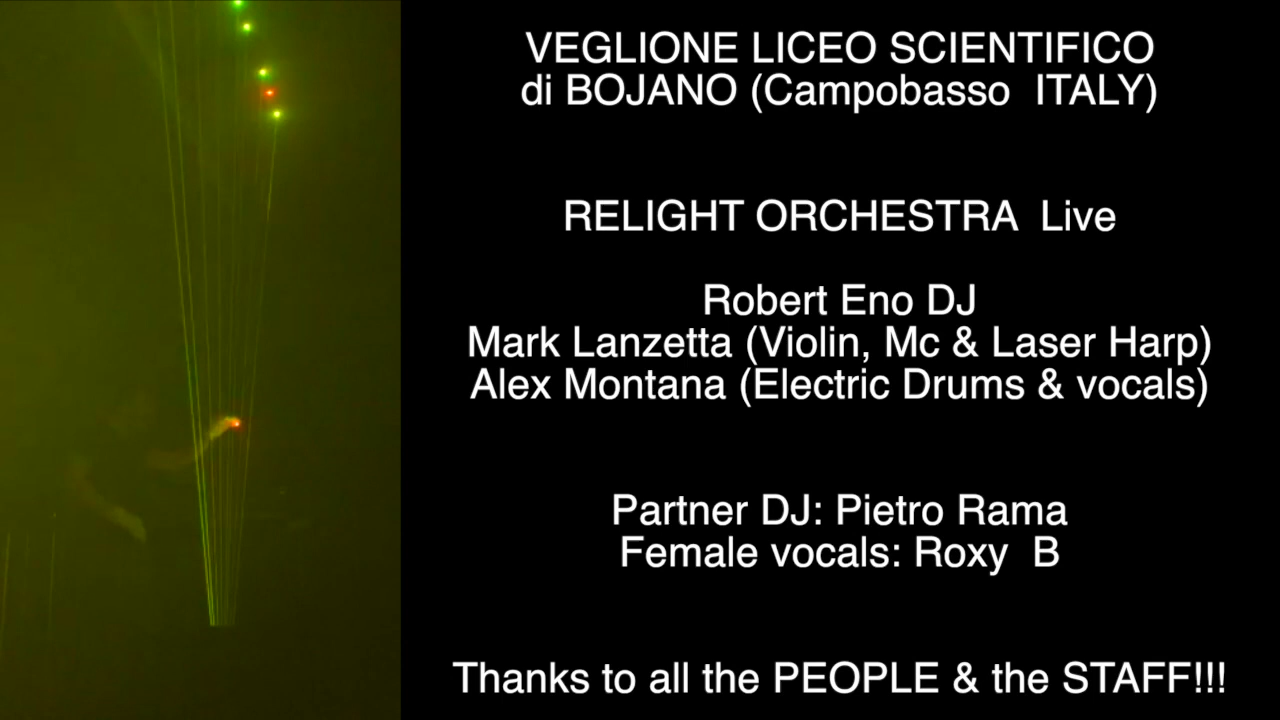 VEGLIONE LICEO SCIENTIFICO
di BOJANO (Campobasso  ITALY)
RELIGHT ORCHESTRA  Live
Robert Eno DJ
Mark Lanzetta (Violin, Mc & Laser Harp)
Alex Montana (Electric Drums & vocals)
Partner DJ: Pietro Rama
Female vocals: Roxy  B
Thanks to all the PEOPLE & the STAFF!!!